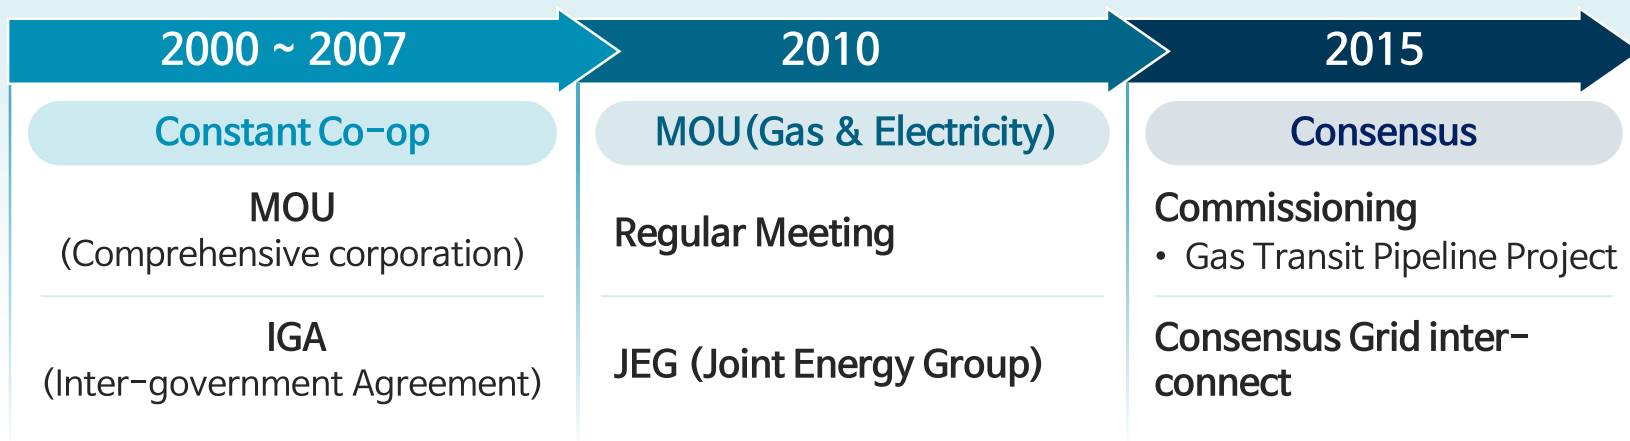 2000 ~ 2007
Constant Co-op
MOU
(Comprehensive corporation)
IGA
(Inter-government Agreement)
2010
MOU(Gas & Electricity)
Regular Meeting
JEG (Joint Energy Group)
2015
Consensus
Commissioning
• Gas Transit Pipeline Project
Consensus Grid inter-
connect